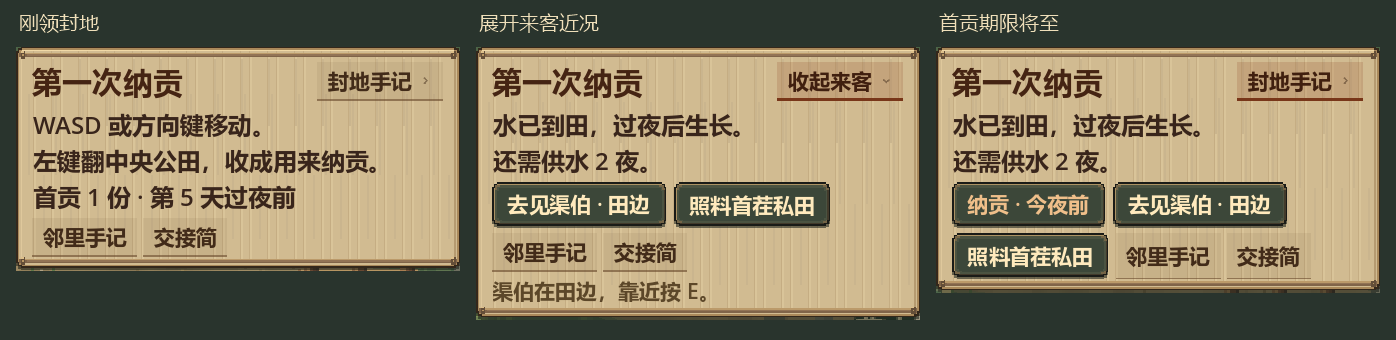 刚领封地
第一次纳贡
封地手记 ›
WASD 或方向键移动。
左键翻中央公田，收成用来纳贡。
首贡 1 份 · 第 5 天过夜前
邻里手记
交接简
展开来客近况
第一次纳贡
收起来客
水已到田，过夜后生长。
还需供水 2 夜。
去见渠伯 · 田边
照料首茬私田
邻里手记
交接简
渠伯在田边，靠近按 E。
首贡期限将至
第一次纳贡
封地手记 ›
水已到田，过夜后生长。
还需供水 2 夜。
纳贡 · 今夜前
去见渠伯 · 田边
照料首茬私田
邻里手记
交接简